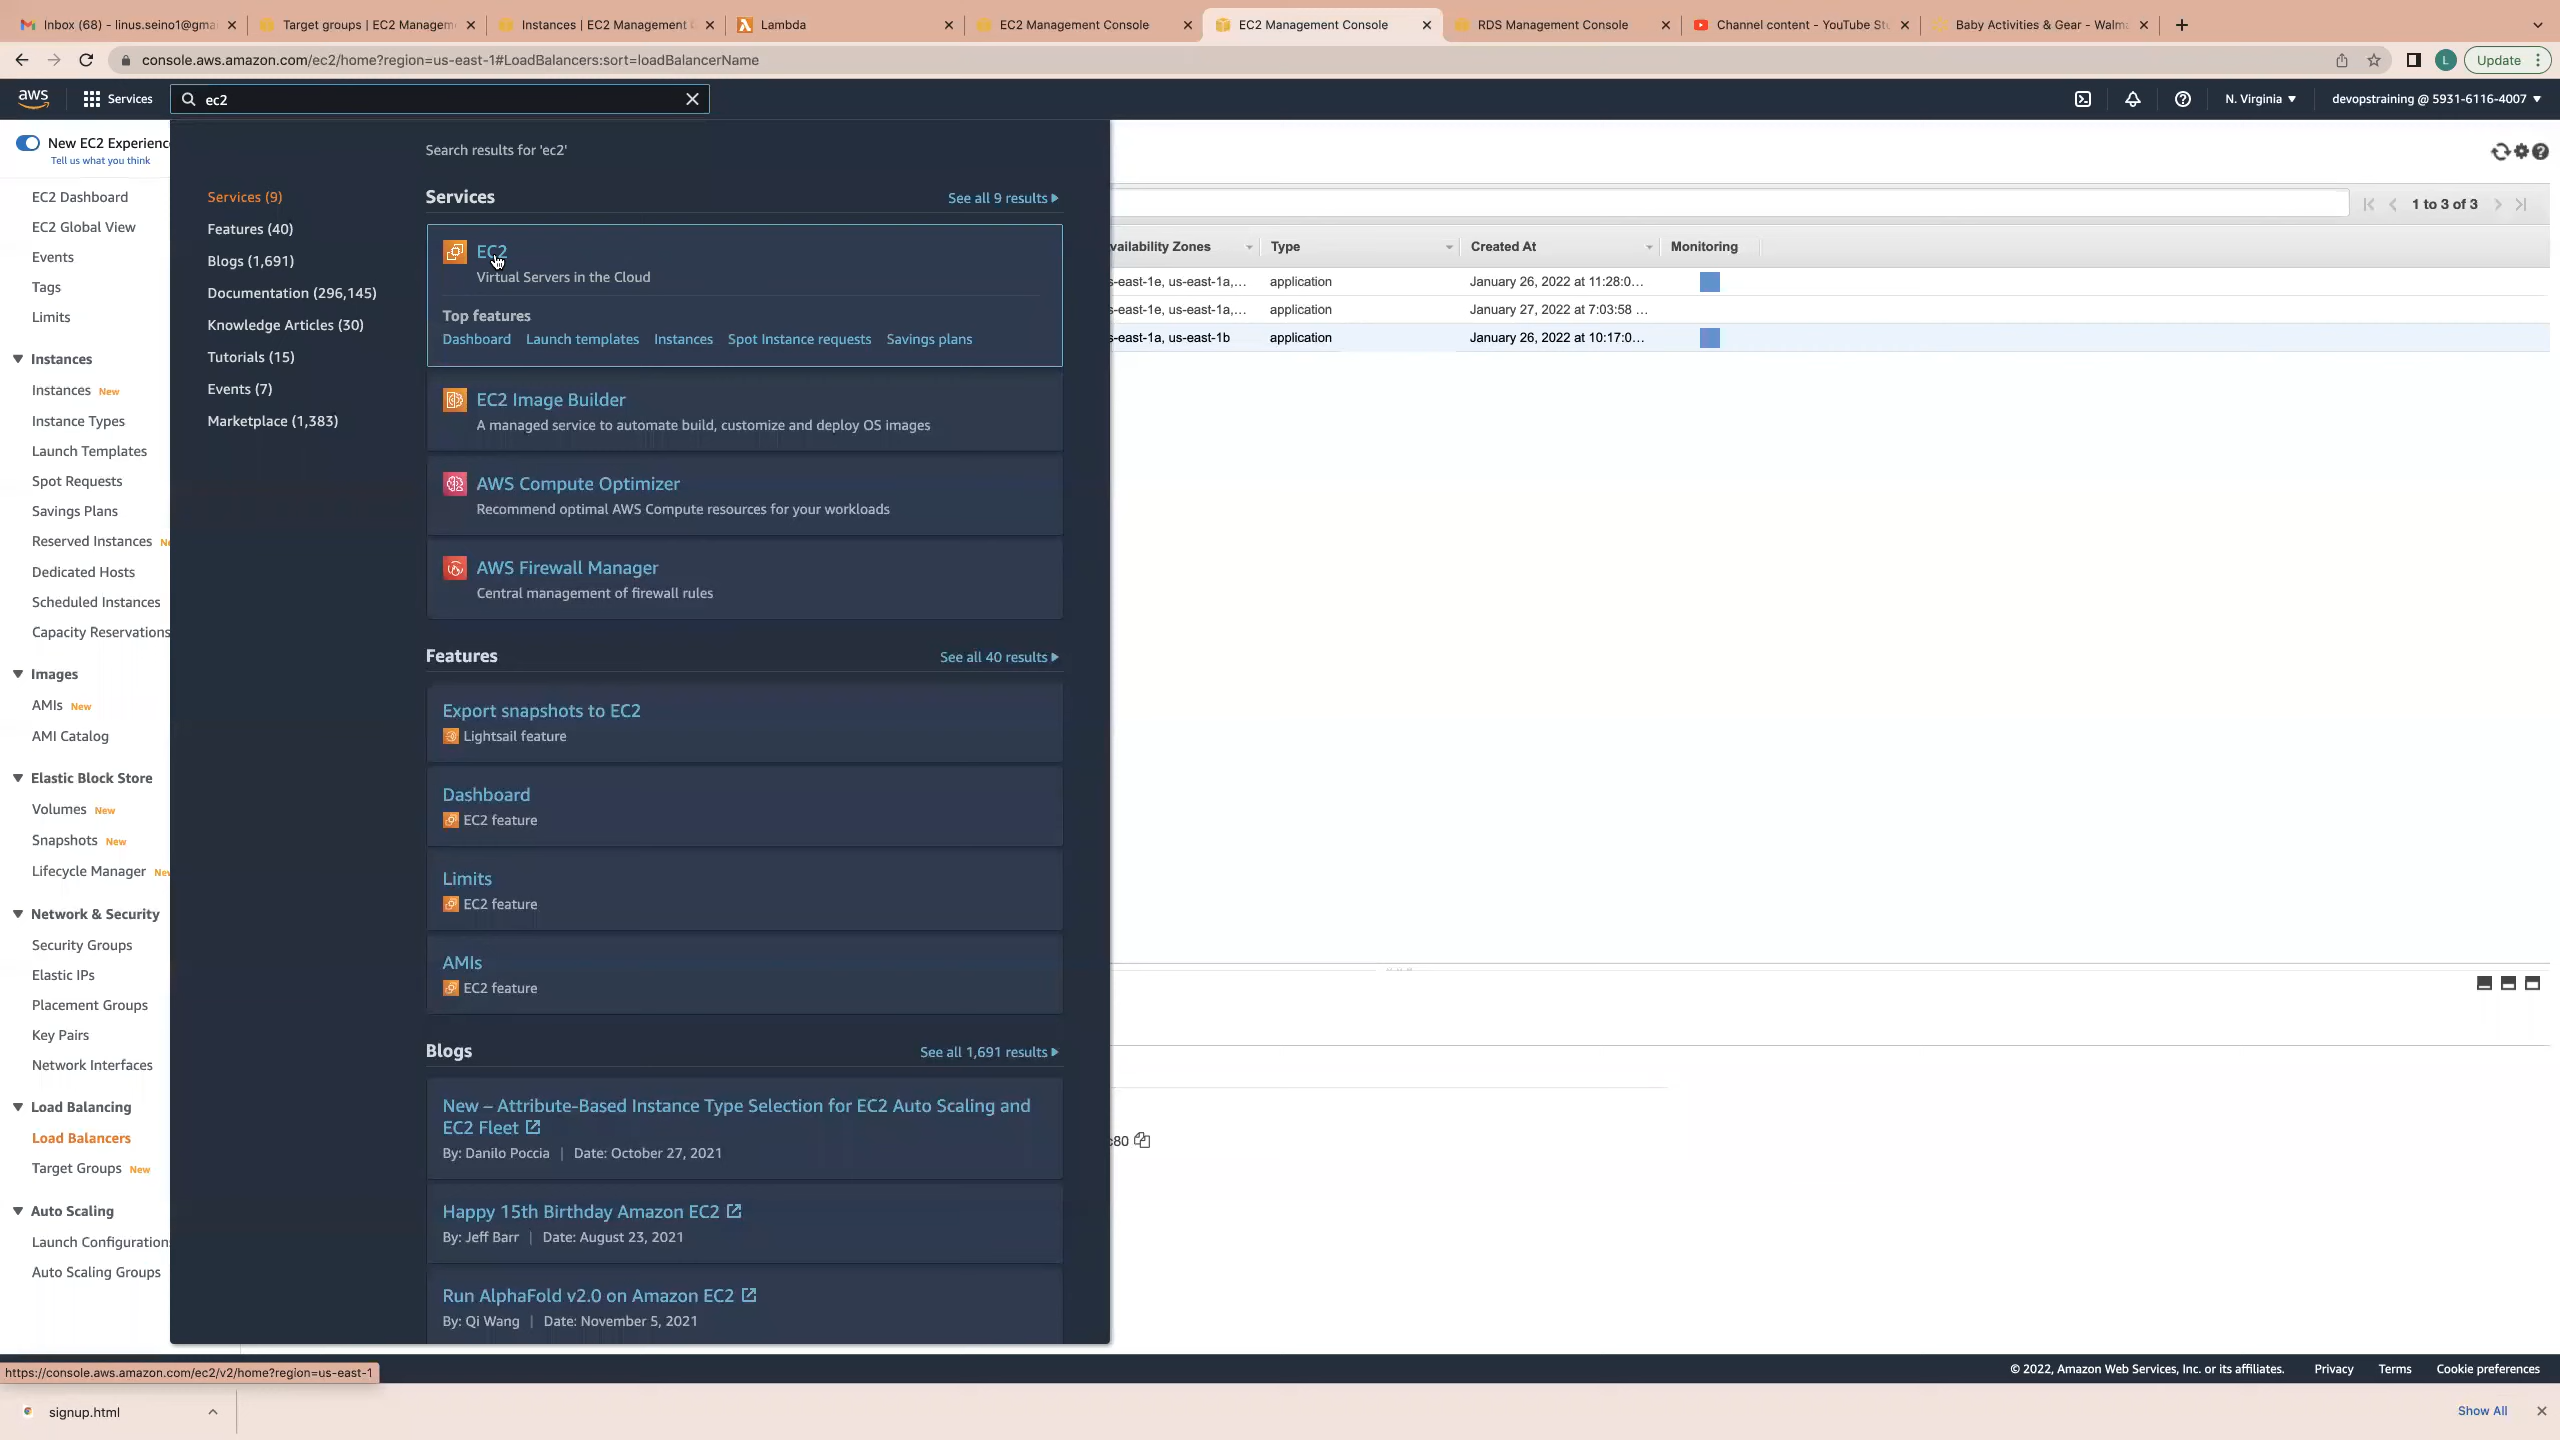 Inbox (68) - linus.seino1@gma
Target groups | EC2 Managem
Instances | EC2 Management
Lambda
EC2 Management Console
EC2 Management Console
RDS Management Console
Channel content - YouTube St
Baby Activities & Gear - Walm
console.aws.amazon.com/ec2/home?region=us-east-1#LoadBalancers:sort=loadBalancerName
L
Update
aws
Services
ec2
N. Virginia
devopstraining @ 5931-6116-4007
New EC2 Experienc
Tell us what you think
EC2 Dashboard
EC2 Global View
Events
Tags
Limits
Instances
Instances New
Instance Types
Launch Templates
Spot Requests
Savings Plans
Reserved Instances Ne
Dedicated Hosts
Scheduled Instances
Capacity Reservations
Images
AMIs New
AMI Catalog
Elastic Block Store
Volumes New
Snapshots New
Lifecycle Manager New
Network & Security
Security Groups
Elastic IPs
Placement Groups
Key Pairs
Network Interfaces
Load Balancing
Load Balancers
Target Groups New
Auto Scaling
Launch Configuration
Auto Scaling Groups
Search results for 'ec2'
Services (9)
Features (40)
Blogs (1,691)
Documentation (296,145)
Knowledge Articles (30)
Tutorials (15)
Events (7)
Marketplace (1,383)
Services
See all 9 results
EC2
Virtual Servers in the Cloud
Top features
Dashboard Launch templates Instances Spot Instance requests Savings plans
EC2 Image Builder
A managed service to automate build, customize and deploy OS images
AWS Compute Optimizer
Recommend optimal AWS Compute resources for your workloads
AWS Firewall Manager
Central management of firewall rules
Features
See all 40 results
Export snapshots to EC2
Lightsail feature
Dashboard
EC2 feature
Limits
EC2 feature
AMIs
EC2 feature
Blogs
See all 1,691 results
New – Attribute-Based Instance Type Selection for EC2 Auto Scaling and
EC2 Fleet
By: Danilo Poccia | Date: October 27, 2021
Happy 15th Birthday Amazon EC2
By: Jeff Barr | Date: August 23, 2021
Run AlphaFold v2.0 on Amazon EC2
By: Qi Wang | Date: November 5, 2021
1 to 3 of 3
vailability Zones Type Created At Monitoring
s-east-1e, us-east-1a,... application January 26, 2022 at 11:28:0...
s-east-1e, us-east-1a,... application January 27, 2022 at 7:03:58 ...
s-east-1a, us-east-1b application January 26, 2022 at 10:17:0...
c80
https://console.aws.amazon.com/ec2/v2/home?region=us-east-1
© 2022, Amazon Web Services, Inc. or its affiliates. Privacy Terms Cookie preferences
signup.html
Show All